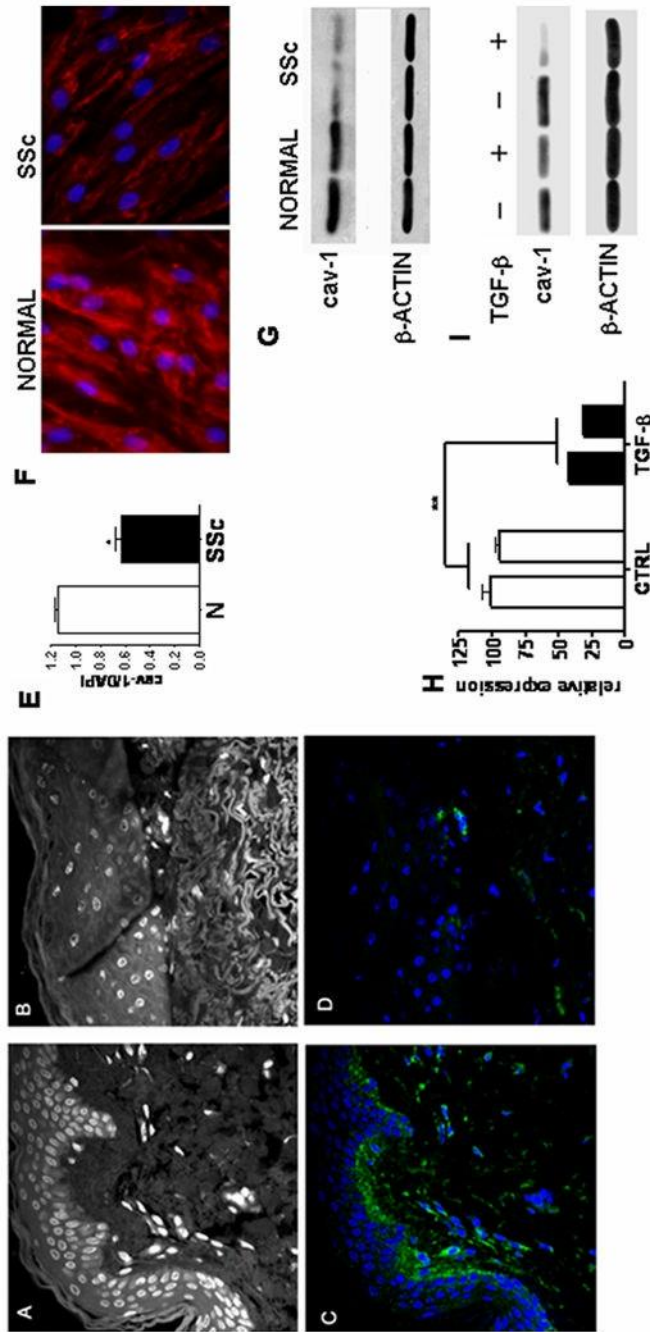 A
B
C
D
E
1.2
1.0
0.8
0.6
0.4
0.2
0.0
cav-1/DAPI
*
N
SSc
F
NORMAL
SSc
G
NORMAL
SSc
cav-1
β-ACTIN
H
125
100
75
50
25
0
relative expression
**
CTRL
TGF-β
I
TGF-β
− + − +
cav-1
β-ACTIN